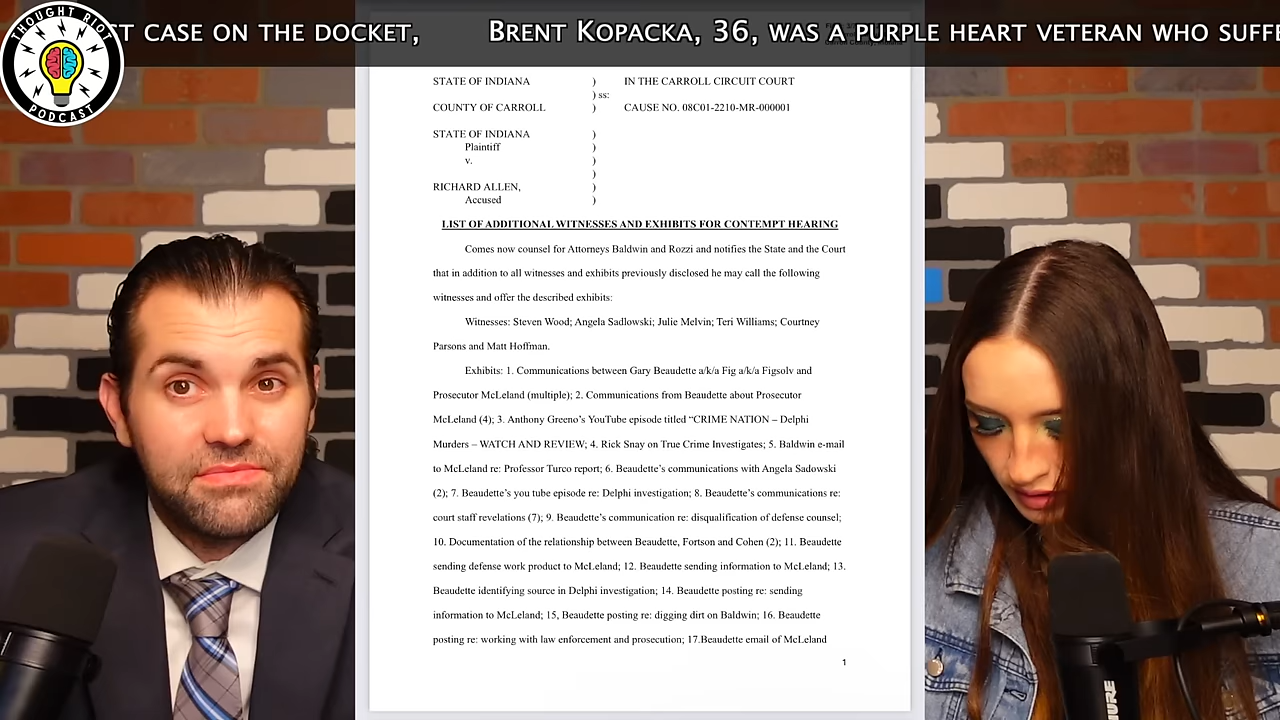 ST CASE ON THE DOCKET, BRENT KOPACKA, 36, WAS A PURPLE HEART VETERAN WHO SUFFE
THOUGHT RIOT
PODCAST
STATE OF INDIANA ) IN THE CARROLL CIRCUIT COURT
) ss:
COUNTY OF CARROLL ) CAUSE NO. 08C01-2210-MR-000001
STATE OF INDIANA )
Plaintiff )
v. )
)
RICHARD ALLEN, )
Accused )
LIST OF ADDITIONAL WITNESSES AND EXHIBITS FOR CONTEMPT HEARING
Comes now counsel for Attorneys Baldwin and Rozzi and notifies the State and the Court
that in addition to all witnesses and exhibits previously disclosed he may call the following
witnesses and offer the described exhibits:
Witnesses: Steven Wood; Angela Sadlowski; Julie Melvin; Teri Williams; Courtney
Parsons and Matt Hoffman.
Exhibits: 1. Communications between Gary Beaudette a/k/a Fig a/k/a Figsolv and
Prosecutor McLeland (multiple); 2. Communications from Beaudette about Prosecutor
McLeland (4); 3. Anthony Greeno's YouTube episode titled "CRIME NATION – Delphi
Murders – WATCH AND REVIEW; 4. Rick Snay on True Crime Investigates; 5. Baldwin e-mail
to McLeland re: Professor Turco report; 6. Beaudette's communications with Angela Sadowski
(2); 7. Beaudette's you tube episode re: Delphi investigation; 8. Beaudette's communications re:
court staff revelations (7); 9. Beaudette's communication re: disqualification of defense counsel;
10. Documentation of the relationship between Beaudette, Fortson and Cohen (2); 11. Beaudette
sending defense work product to McLeland; 12. Beaudette sending information to McLeland; 13.
Beaudette identifying source in Delphi investigation; 14. Beaudette posting re: sending
information to McLeland; 15, Beaudette posting re: digging dirt on Baldwin; 16. Beaudette
posting re: working with law enforcement and prosecution; 17.Beaudette email of McLeland
1